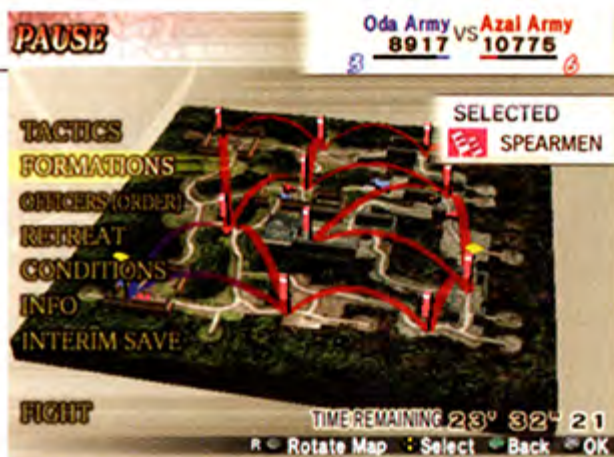 PAUSE
Oda Army VS Azai Army
8917 10775
3 6
SELECTED
SPEARMEN
TACTICS
FORMATIONS
OFFICERS (ORDER)
RETREAT
CONDITIONS
INFO
INTERIM SAVE
FIGHT
TIME REMAINING 23' 32" 21
R Rotate Map Select Back OK